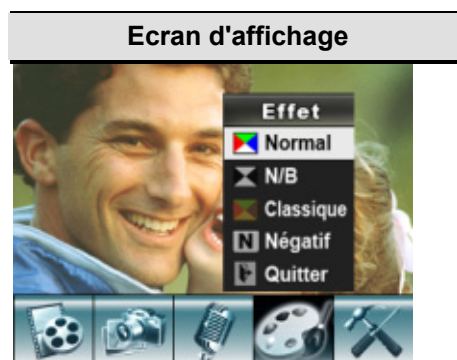 Ecran d'affichage
Effet
Normal
N/B
Classique
N Négatif
Quitter